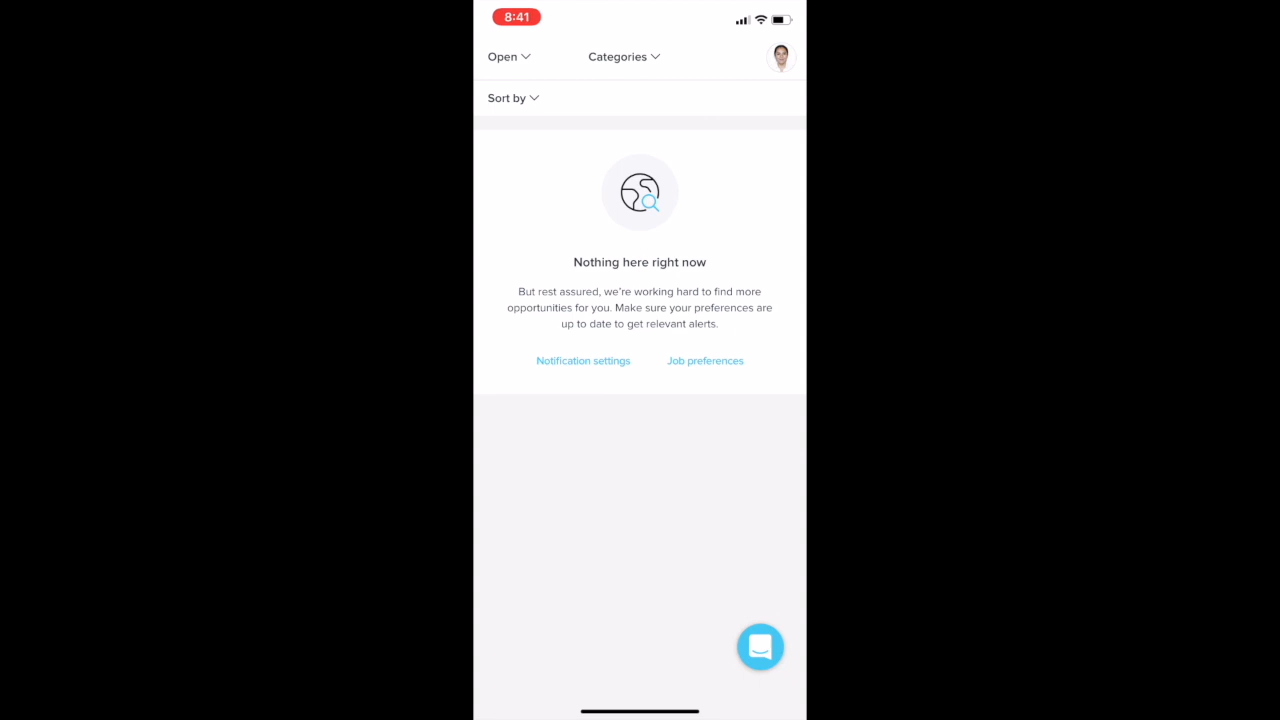 8:41
Open
Categories
Sort by
Nothing here right now
But rest assured, we're working hard to find more
opportunities for you. Make sure your preferences are
up to date to get relevant alerts.
Notification settings
Job preferences